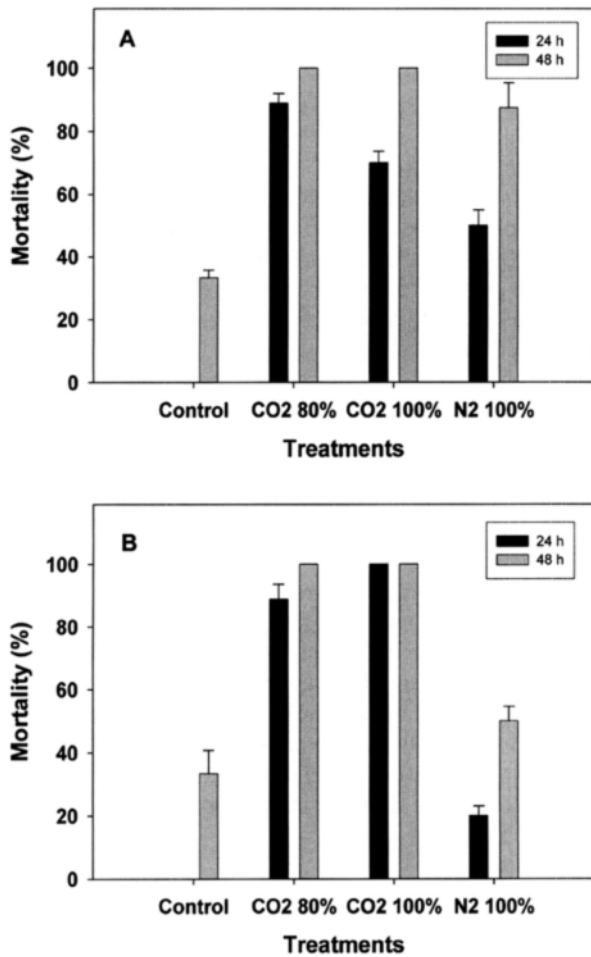 A
24 h
48 h
Mortality (%)
100
80
60
40
20
0
Control CO2 80% CO2 100% N2 100%
Treatments
B
24 h
48 h
Mortality (%)
100
80
60
40
20
0
Control CO2 80% CO2 100% N2 100%
Treatments